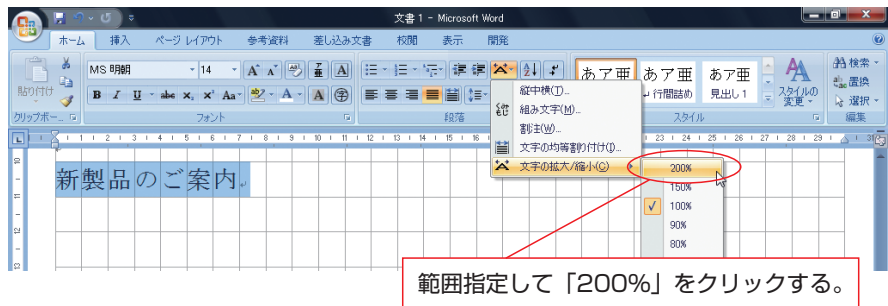 文書 1 - Microsoft Word
ホーム 挿入 ページ レイアウト 参考資料 差し込み文書 校閲 表示 開発
MS 明朝 14
貼り付け
B I U abe x₂ x² Aa
クリップボー...
フォント
段落
あア亜 あア亜 あア亜
行間詰め 見出し 1
スタイルの変更
スタイル
検索
置換
選択
編集
縦中横(T)...
組み文字(M)...
割注(W)...
文字の均等割り付け(I)...
文字の拡大/縮小(C)
200%
150%
100%
90%
80%
新製品のご案内
範囲指定して「200%」をクリックする。